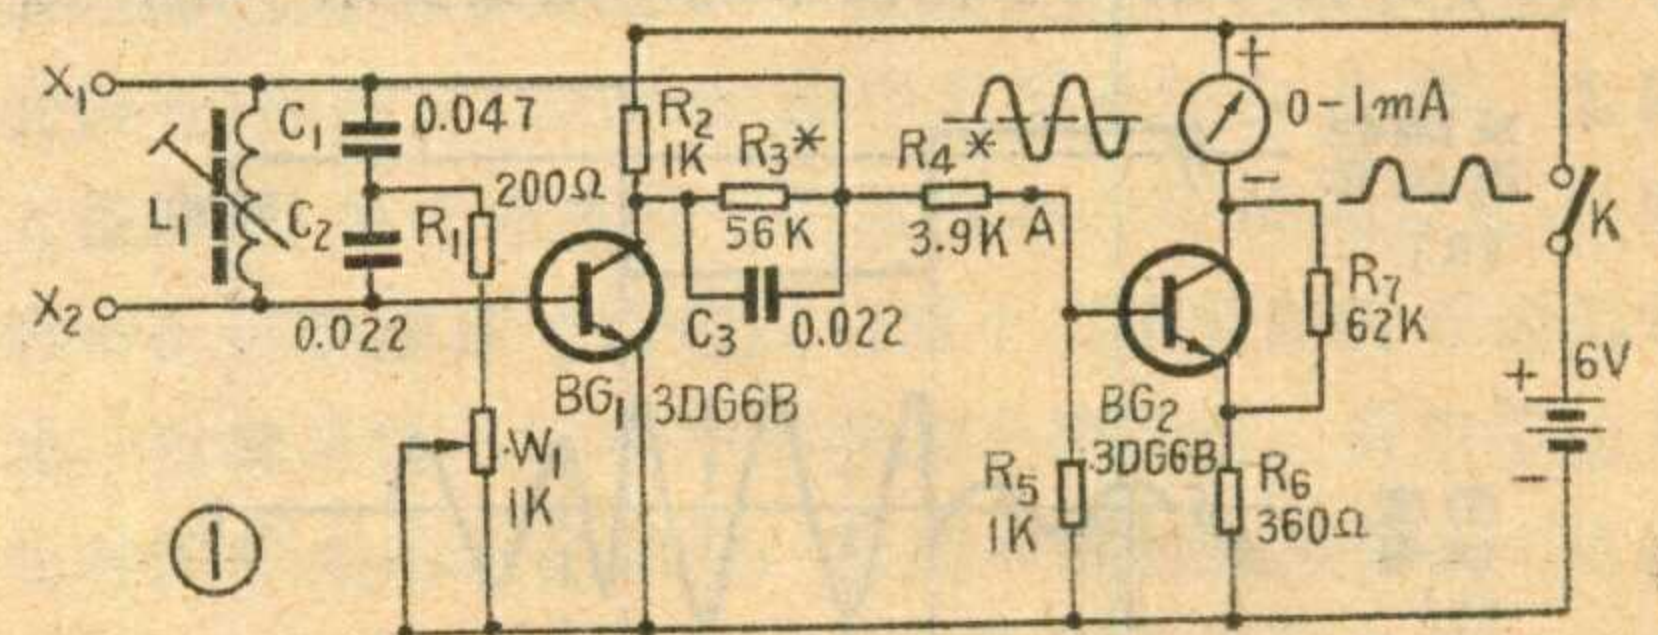 X₁
X₂
L₁
C₁
0.047
C₂
0.022
R₁
200Ω
W₁
1K
R₂
1K
R₃*
56K
C₃
0.022
BG₁
3DG6B
R₄*
3.9K
A
R₅
1K
BG₂
3DG6B
+
0-1mA
−
R₇
62K
R₆
360Ω
K
+
6V
−
①